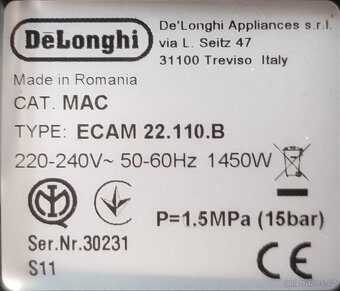 DeLonghi
De'Longhi Appliances s.r.l.
via L. Seitz 47
31100 Treviso Italy
Made in Romania
CAT. MAC
TYPE: ECAM 22.110.B
220-240V~ 50-60Hz 1450W
P=1.5MPa (15bar)
Ser.Nr.30231
S11
CE